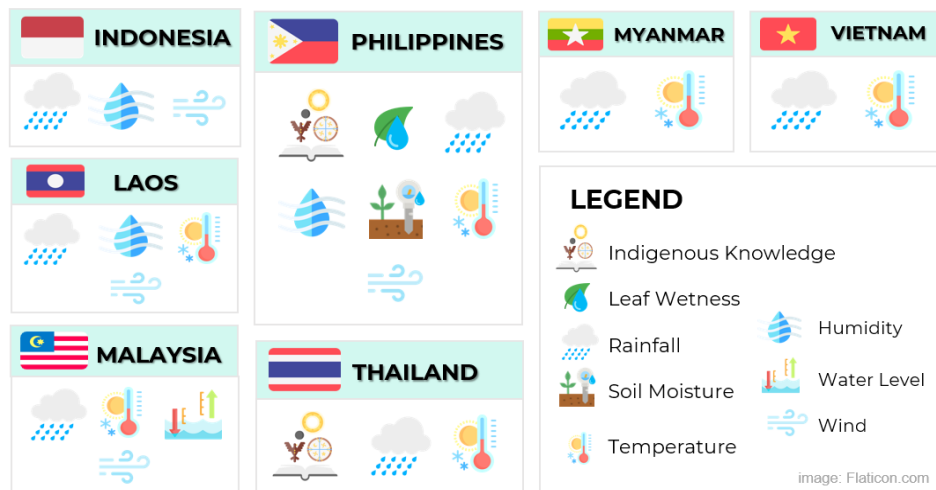 INDONESIA
PHILIPPINES
MYANMAR
VIETNAM
LAOS
MALAYSIA
THAILAND
LEGEND
Indigenous Knowledge
Leaf Wetness
Rainfall
Soil Moisture
Temperature
Humidity
Water Level
Wind
image: Flaticon.com